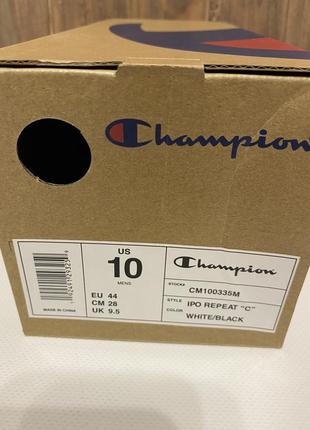 Champion
US
10
MENS
EU 44
CM 28
UK 9.5
MADE IN CHINA
Champion
STOCK# CM100335M
STYLE IPO REPEAT "C"
COLOR WHITE/BLACK